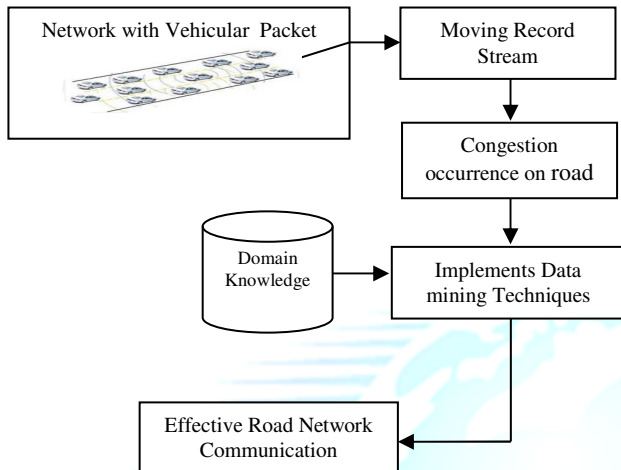 Network with Vehicular Packet
Moving Record
Stream
Congestion
occurrence on road
Domain
Knowledge
Implements Data
mining Techniques
Effective Road Network
Communication